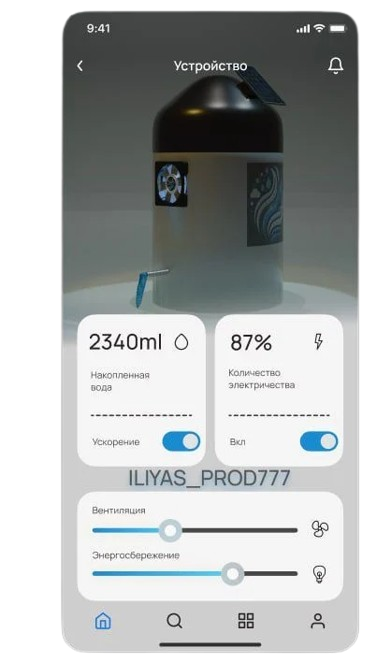 9:41
Устройство
2340ml
Накопленная
вода
Ускорение
87%
Количество
электричества
Вкл
ILIYAS_PROD777
Вентиляция
Энергосбережение